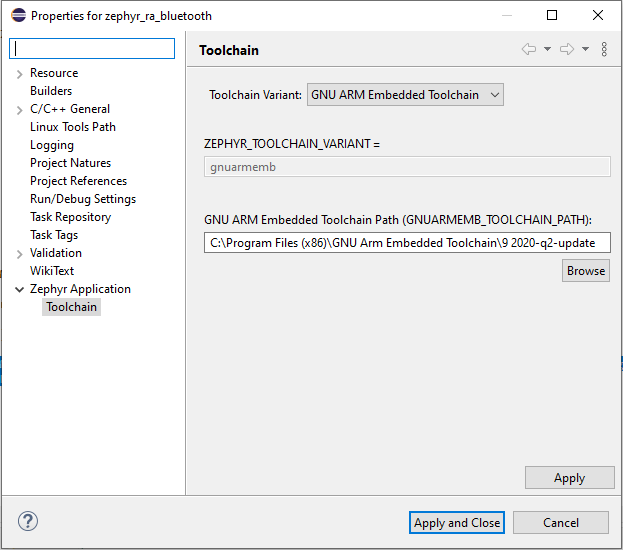 Properties for zephyr_ra_bluetooth
Toolchain
Resource
Builders
C/C++ General
Linux Tools Path
Logging
Project Natures
Project References
Run/Debug Settings
Task Repository
Task Tags
Validation
WikiText
Zephyr Application
Toolchain
Toolchain Variant: GNU ARM Embedded Toolchain
ZEPHYR_TOOLCHAIN_VARIANT =
gnuarmemb
GNU ARM Embedded Toolchain Path (GNUARMEMB_TOOLCHAIN_PATH):
C:\Program Files (x86)\GNU Arm Embedded Toolchain\9 2020-q2-update
Browse
Apply
?
Apply and Close
Cancel